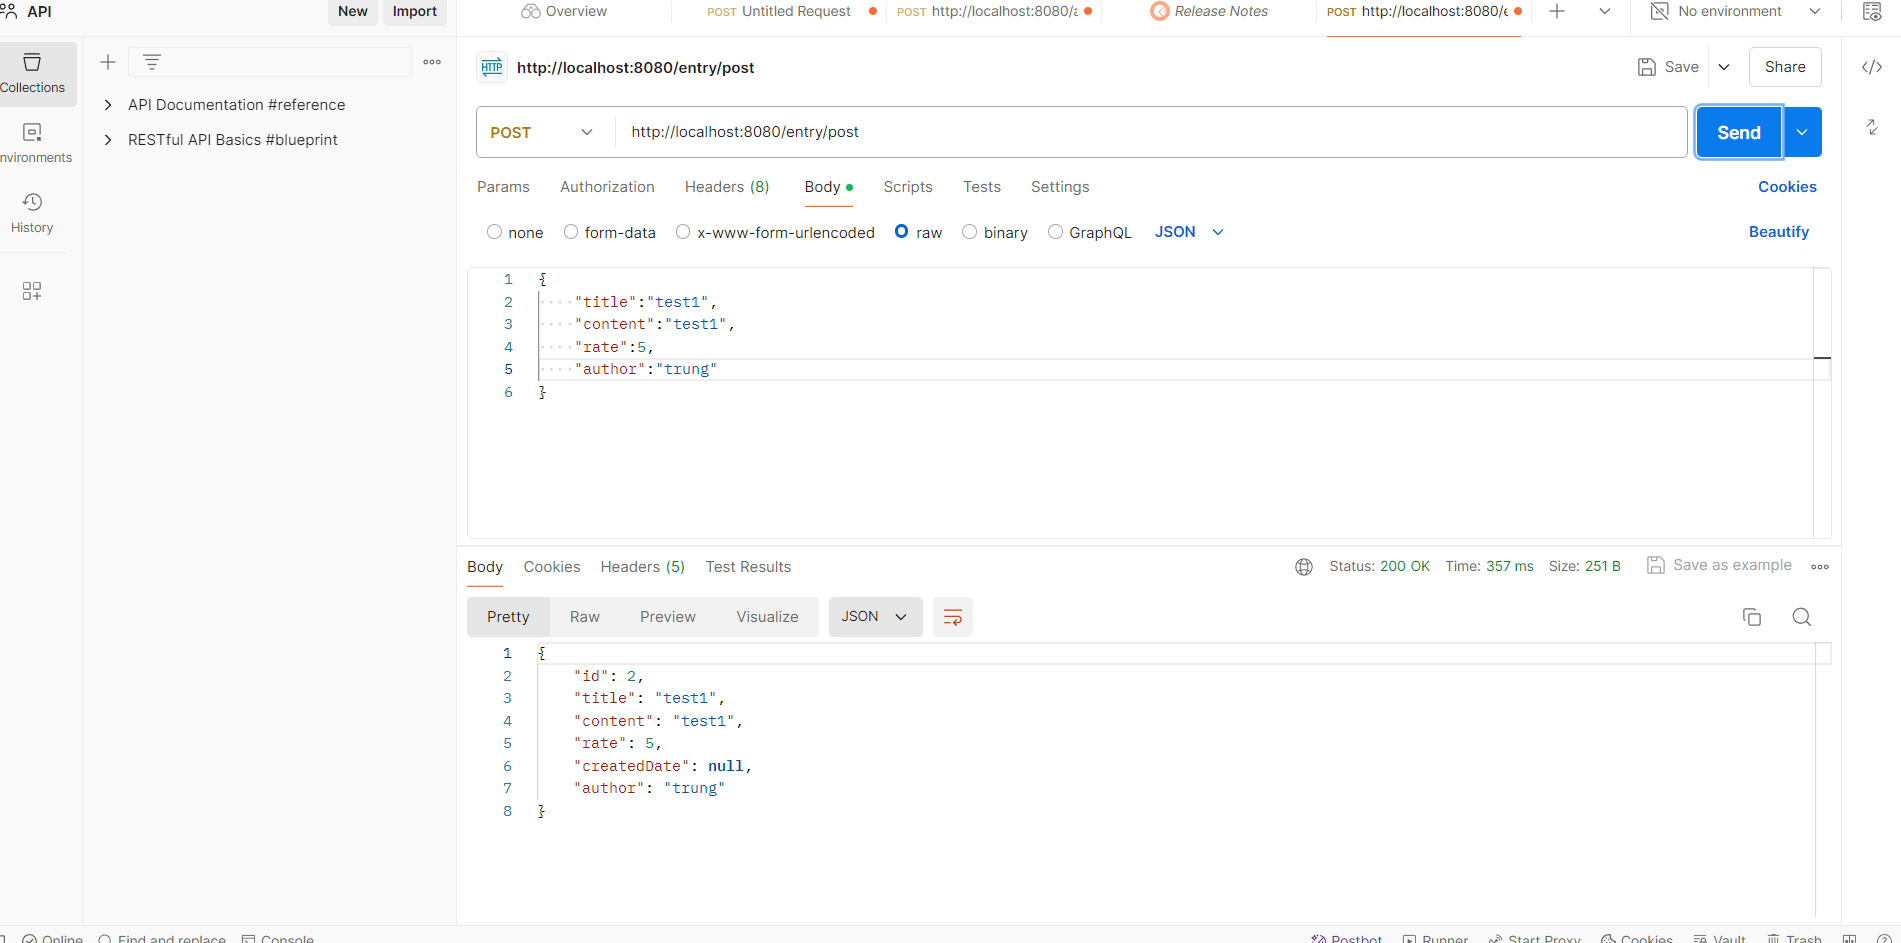 API
New
Import
Overview
POST Untitled Request
POST http://localhost:8080/a
Release Notes
POST http://localhost:8080/e
No environment
Collections
nvironments
History
API Documentation #reference
RESTful API Basics #blueprint
HTTP http://localhost:8080/entry/post
Save
Share
POST http://localhost:8080/entry/post
Send
Params Authorization Headers (8) Body Scripts Tests Settings
Cookies
none form-data x-www-form-urlencoded raw binary GraphQL JSON
Beautify
1 {
2 "title":"test1",
3 "content":"test1",
4 "rate":5,
5 "author":"trung"
6 }
Body Cookies Headers (5) Test Results
Status: 200 OK Time: 357 ms Size: 251 B
Save as example
Pretty Raw Preview Visualize JSON
1 {
2 "id": 2,
3 "title": "test1",
4 "content": "test1",
5 "rate": 5,
6 "createdDate": null,
7 "author": "trung"
8 }
Online Find and replace Console
Postbot Runner Start Proxy Cookies Vault Trash